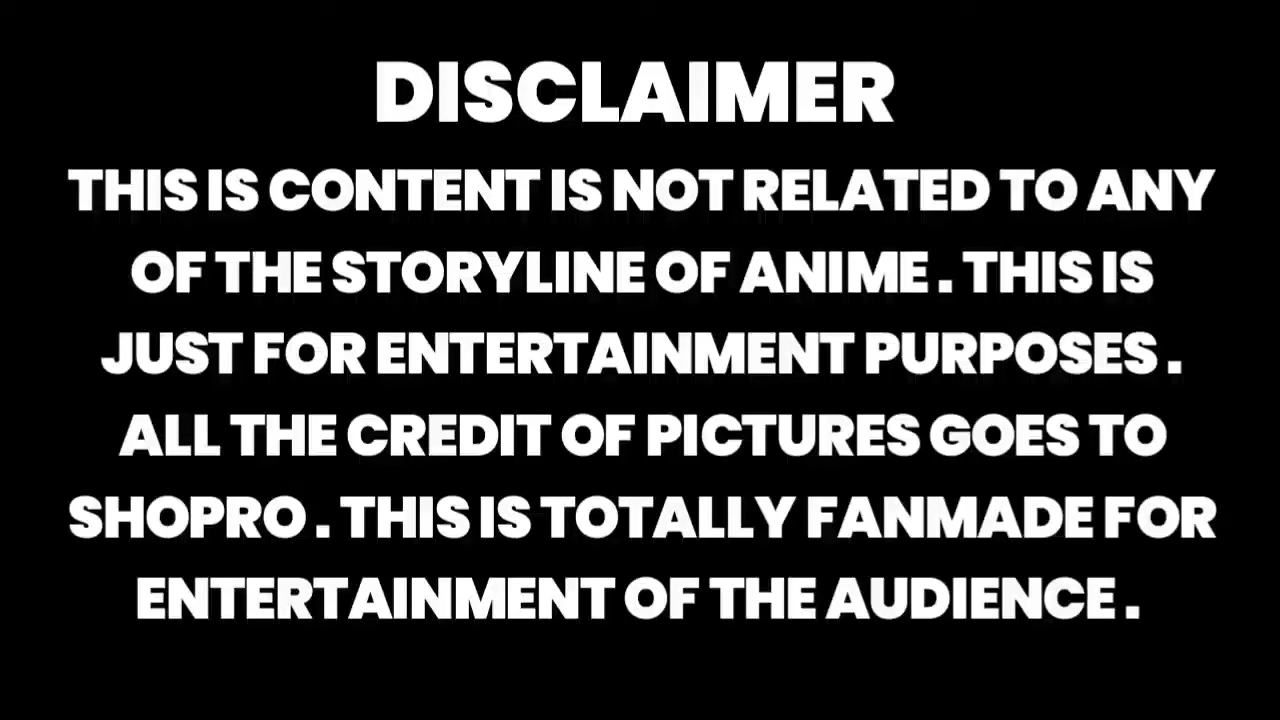 DISCLAIMER
THIS IS CONTENT IS NOT RELATED TO ANY
OF THE STORYLINE OF ANIME . THIS IS
JUST FOR ENTERTAINMENT PURPOSES .
ALL THE CREDIT OF PICTURES GOES TO
SHOPRO . THIS IS TOTALLY FANMADE FOR
ENTERTAINMENT OF THE AUDIENCE .